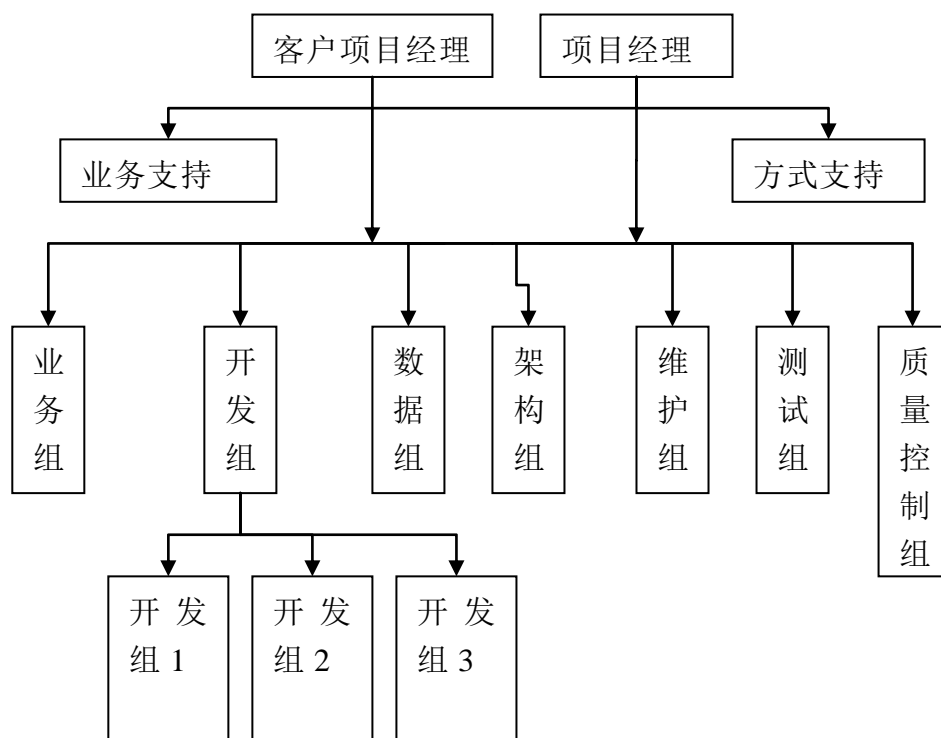 客户项目经理
项目经理
业务支持
方式支持
业务组
开发组
数据组
架构组
维护组
测试组
质量控制组
开发
组1
开发
组2
开发
组3